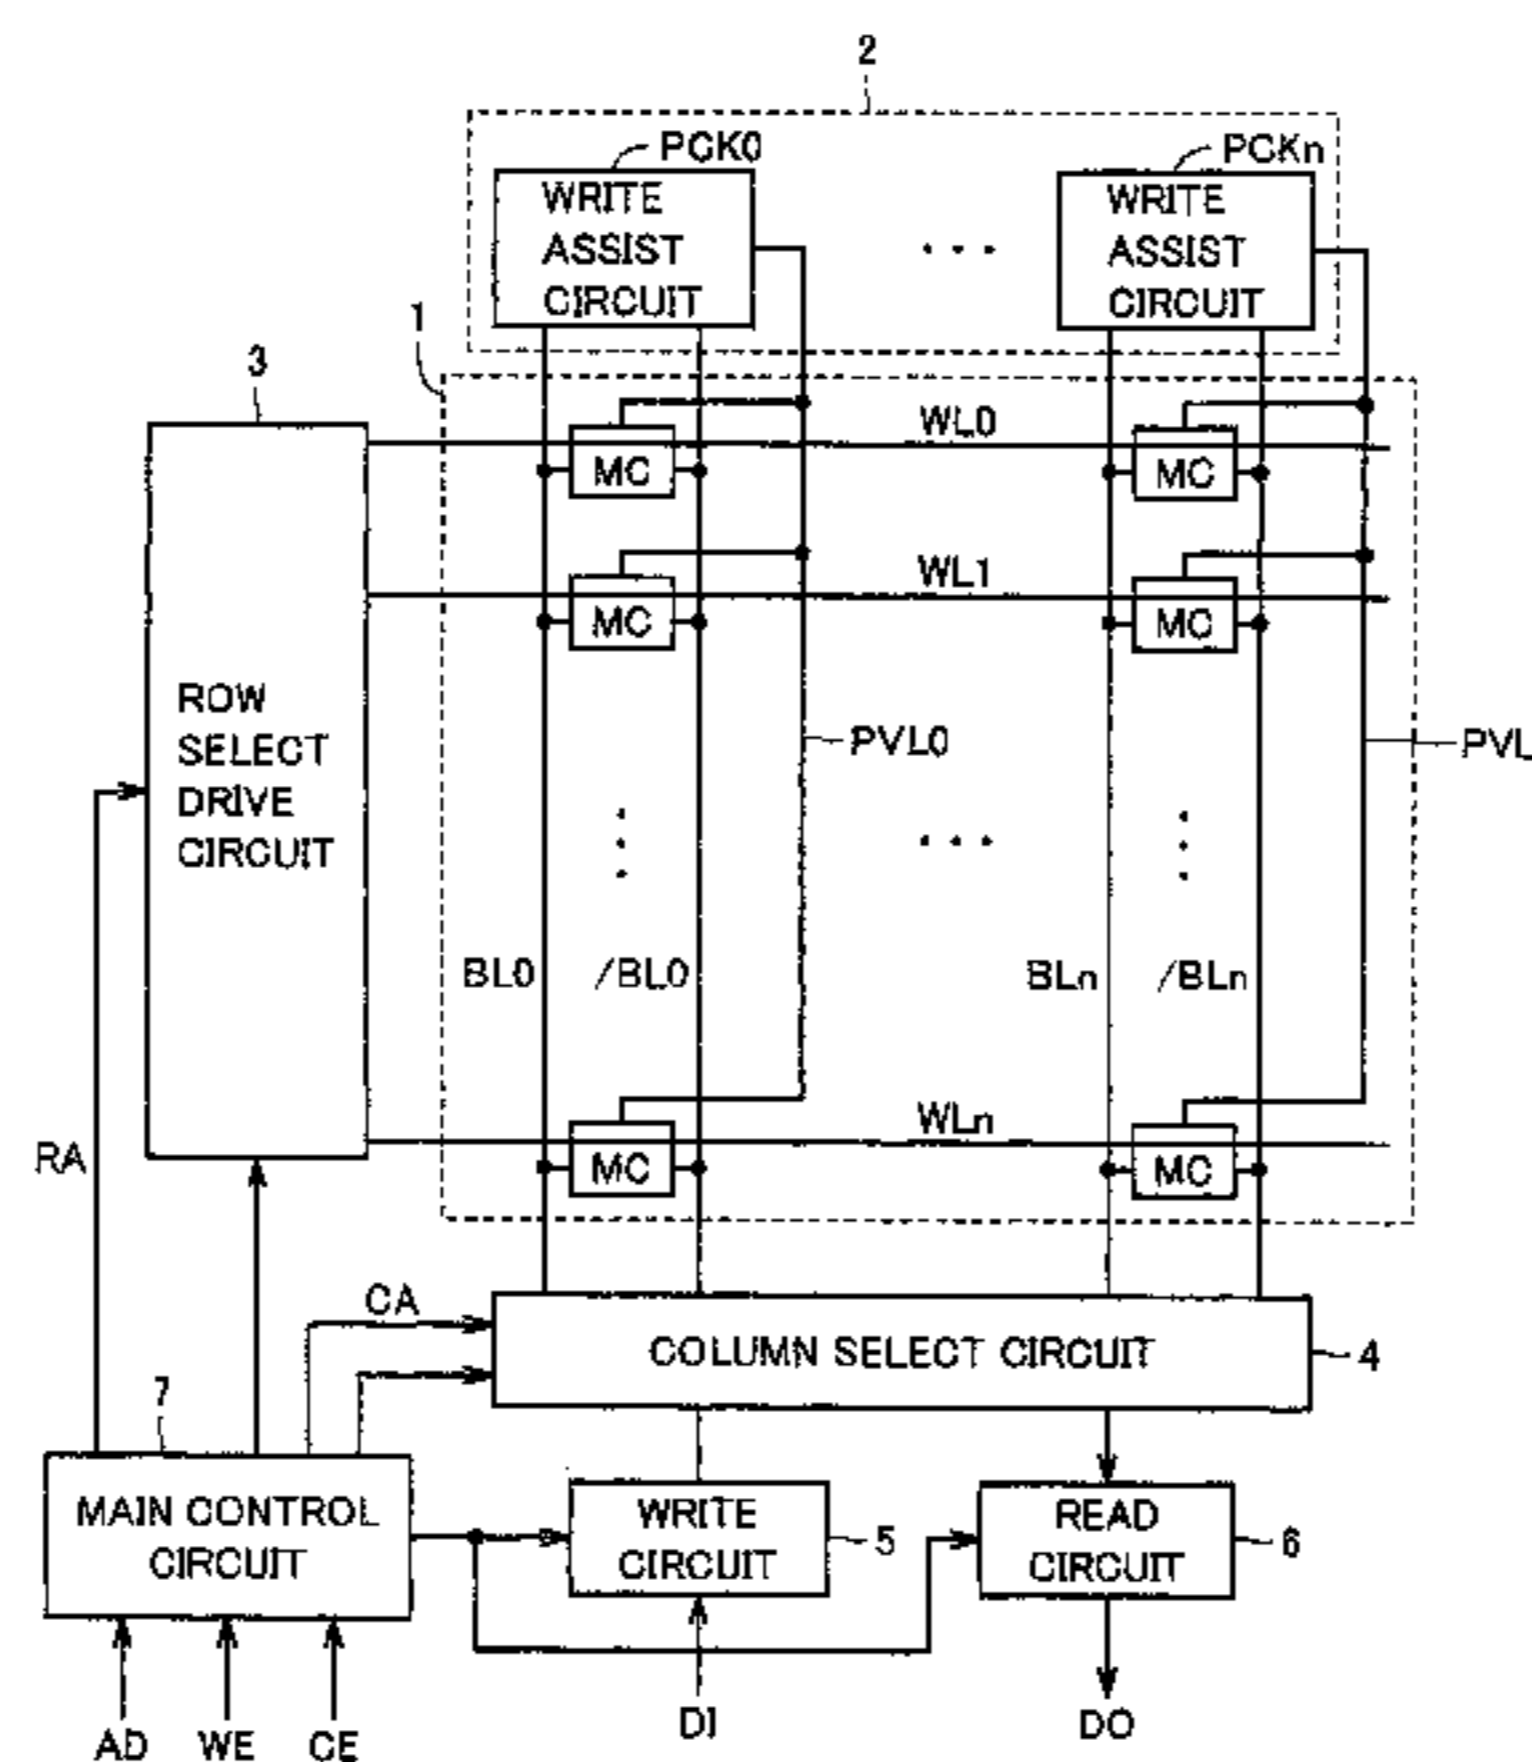 2
PCK0
PCKn
WRITE
ASSIST
CIRCUIT
. . .
WRITE
ASSIST
CIRCUIT
1
3
WL0
MC
MC
WL1
MC
MC
ROW
SELECT
DRIVE
CIRCUIT
PVL0
PVL
. . .
BL0
/BL0
BLn
/BLn
WLn
MC
MC
RA
CA
COLUMN SELECT CIRCUIT
4
7
MAIN CONTROL
CIRCUIT
WRITE
CIRCUIT
5
READ
CIRCUIT
6
AD
WE
CE
DI
DO